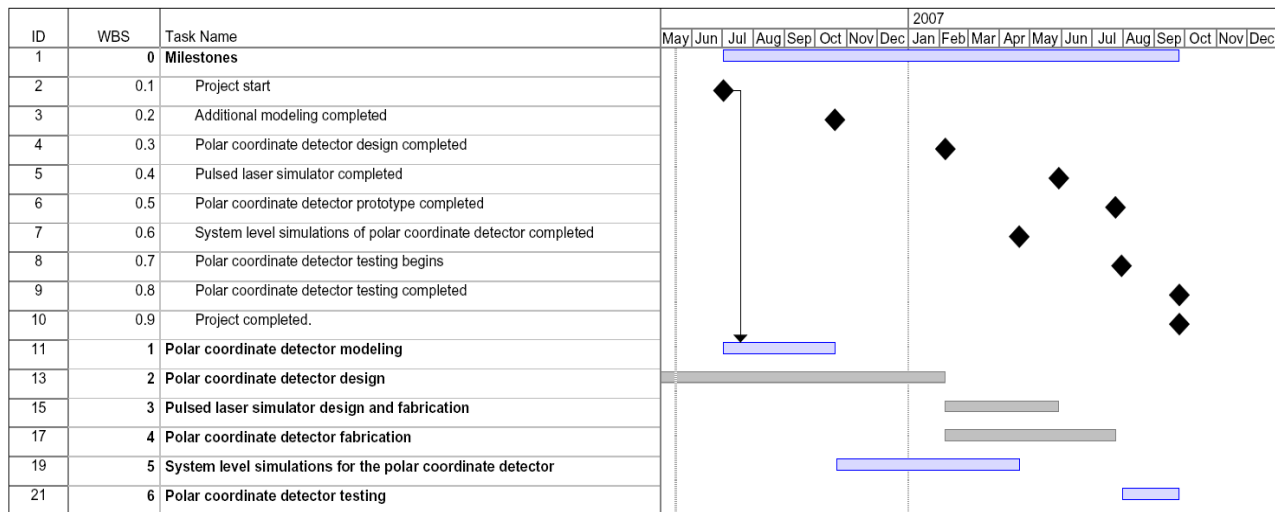 2007
ID WBS Task Name May Jun Jul Aug Sep Oct Nov Dec Jan Feb Mar Apr May Jun Jul Aug Sep Oct Nov Dec
1 0 Milestones
2 0.1 Project start
3 0.2 Additional modeling completed
4 0.3 Polar coordinate detector design completed
5 0.4 Pulsed laser simulator completed
6 0.5 Polar coordinate detector prototype completed
7 0.6 System level simulations of polar coordinate detector completed
8 0.7 Polar coordinate detector testing begins
9 0.8 Polar coordinate detector testing completed
10 0.9 Project completed.
11 1 Polar coordinate detector modeling
13 2 Polar coordinate detector design
15 3 Pulsed laser simulator design and fabrication
17 4 Polar coordinate detector fabrication
19 5 System level simulations for the polar coordinate detector
21 6 Polar coordinate detector testing